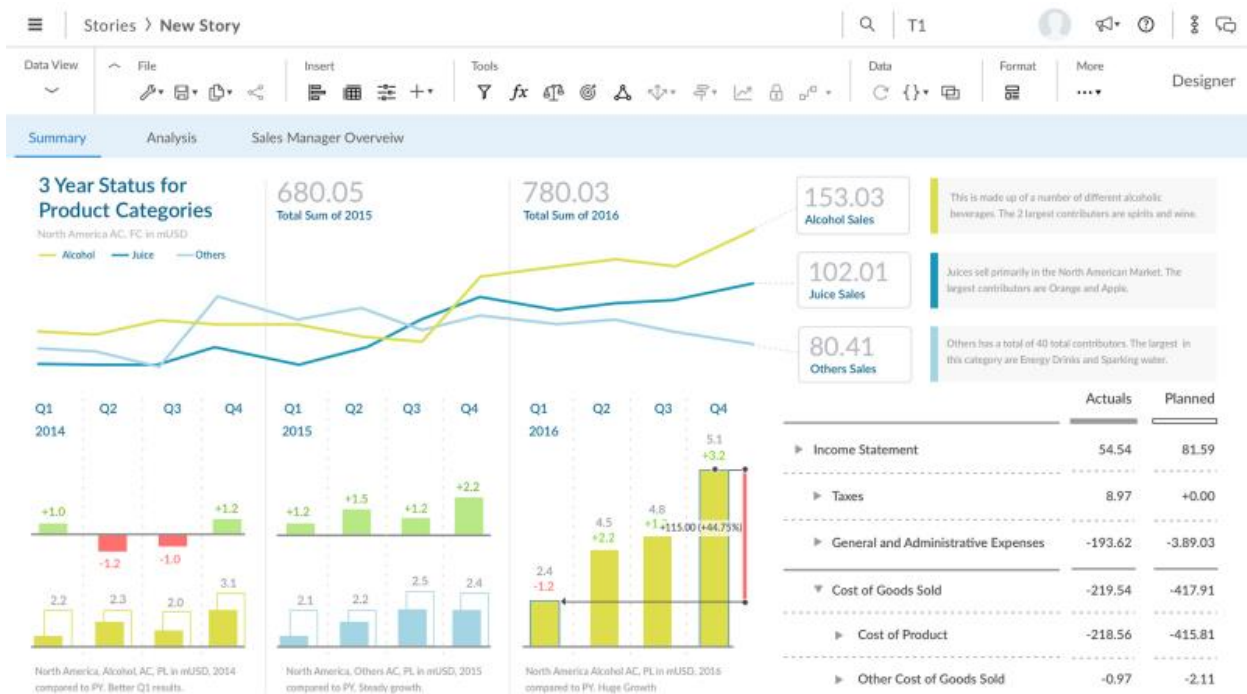 Stories > New Story
T1
Data View
File
Insert
Tools
fx
Data
Format
More
Designer
Summary
Analysis
Sales Manager Overveiw
3 Year Status for
Product Categories
North America AC, FC in mUSD
Alcohol
Juice
Others
680.05
Total Sum of 2015
780.03
Total Sum of 2016
153.03
Alcohol Sales
This is made up of a number of different alcoholic
beverages. The 2 largest contributors are spirits and wine.
102.01
Juice Sales
Juices sell primarily in the North American Market. The
largest contributors are Orange and Apple.
80.41
Others Sales
Others has a total of 40 total contributors. The largest in
this category are Energy Drinks and Sparking water.
Q1 Q2 Q3 Q4
2014
+1.0
-1.2
-1.0
+1.2
2.2
2.3
2.0
3.1
North America, Alcohol, AC, PL in mUSD, 2014
compared to PY. Better Q1 results.
Q1 Q2 Q3 Q4
2015
+1.2
+1.5
+1.2
+2.2
2.1
2.2
2.5
2.4
North America, Others AC, PL in mUSD, 2015
compared to PY. Steady growth.
Q1 Q2 Q3 Q4
2016
2.4
-1.2
4.5
+2.2
4.8
5.1
+3.2
+115.00 (+44.75%)
North America Alcohol AC, PL in mUSD, 2016
compared to PY. Huge Growth
Actuals Planned
Income Statement 54.54 81.59
Taxes 8.97 +0.00
General and Administrative Expenses -193.62 -3.89.03
Cost of Goods Sold -219.54 -417.91
Cost of Product -218.56 -415.81
Other Cost of Goods Sold -0.97 -2.11